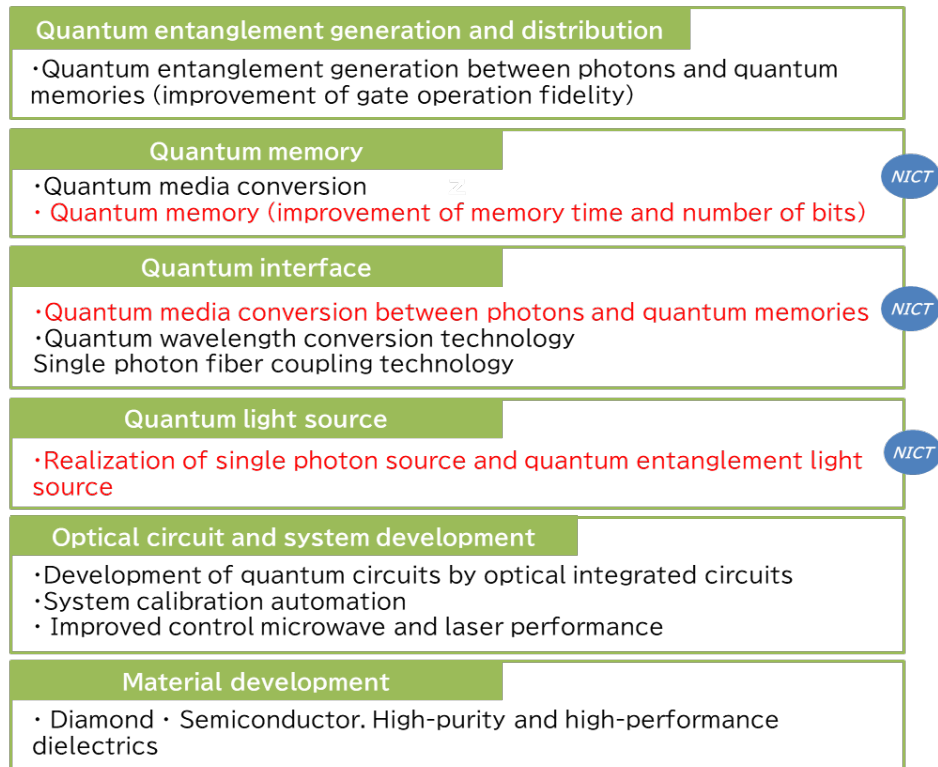 Quantum entanglement generation and distribution
・Quantum entanglement generation between photons and quantum
memories (improvement of gate operation fidelity)
Quantum memory
NICT
・Quantum media conversion
・ Quantum memory (improvement of memory time and number of bits)
Quantum interface
・Quantum media conversion between photons and quantum memories
NICT
・Quantum wavelength conversion technology
Single photon fiber coupling technology
Quantum light source
・Realization of single photon source and quantum entanglement light
source
NICT
Optical circuit and system development
・Development of quantum circuits by optical integrated circuits
・System calibration automation
・ Improved control microwave and laser performance
Material development
・ Diamond・ Semiconductor. High-purity and high-performance
dielectrics